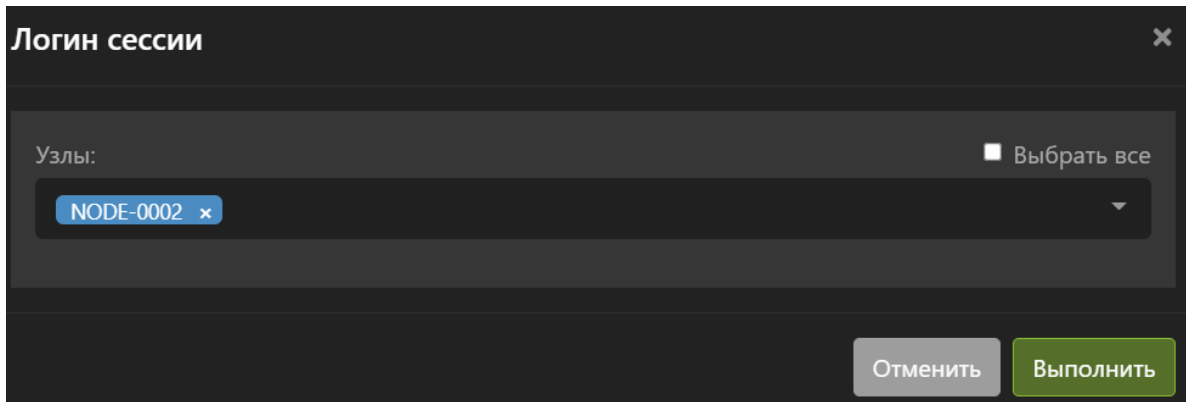 Логин сессии
Узлы:
Выбрать все
NODE-0002 ×
Отменить
Выполнить